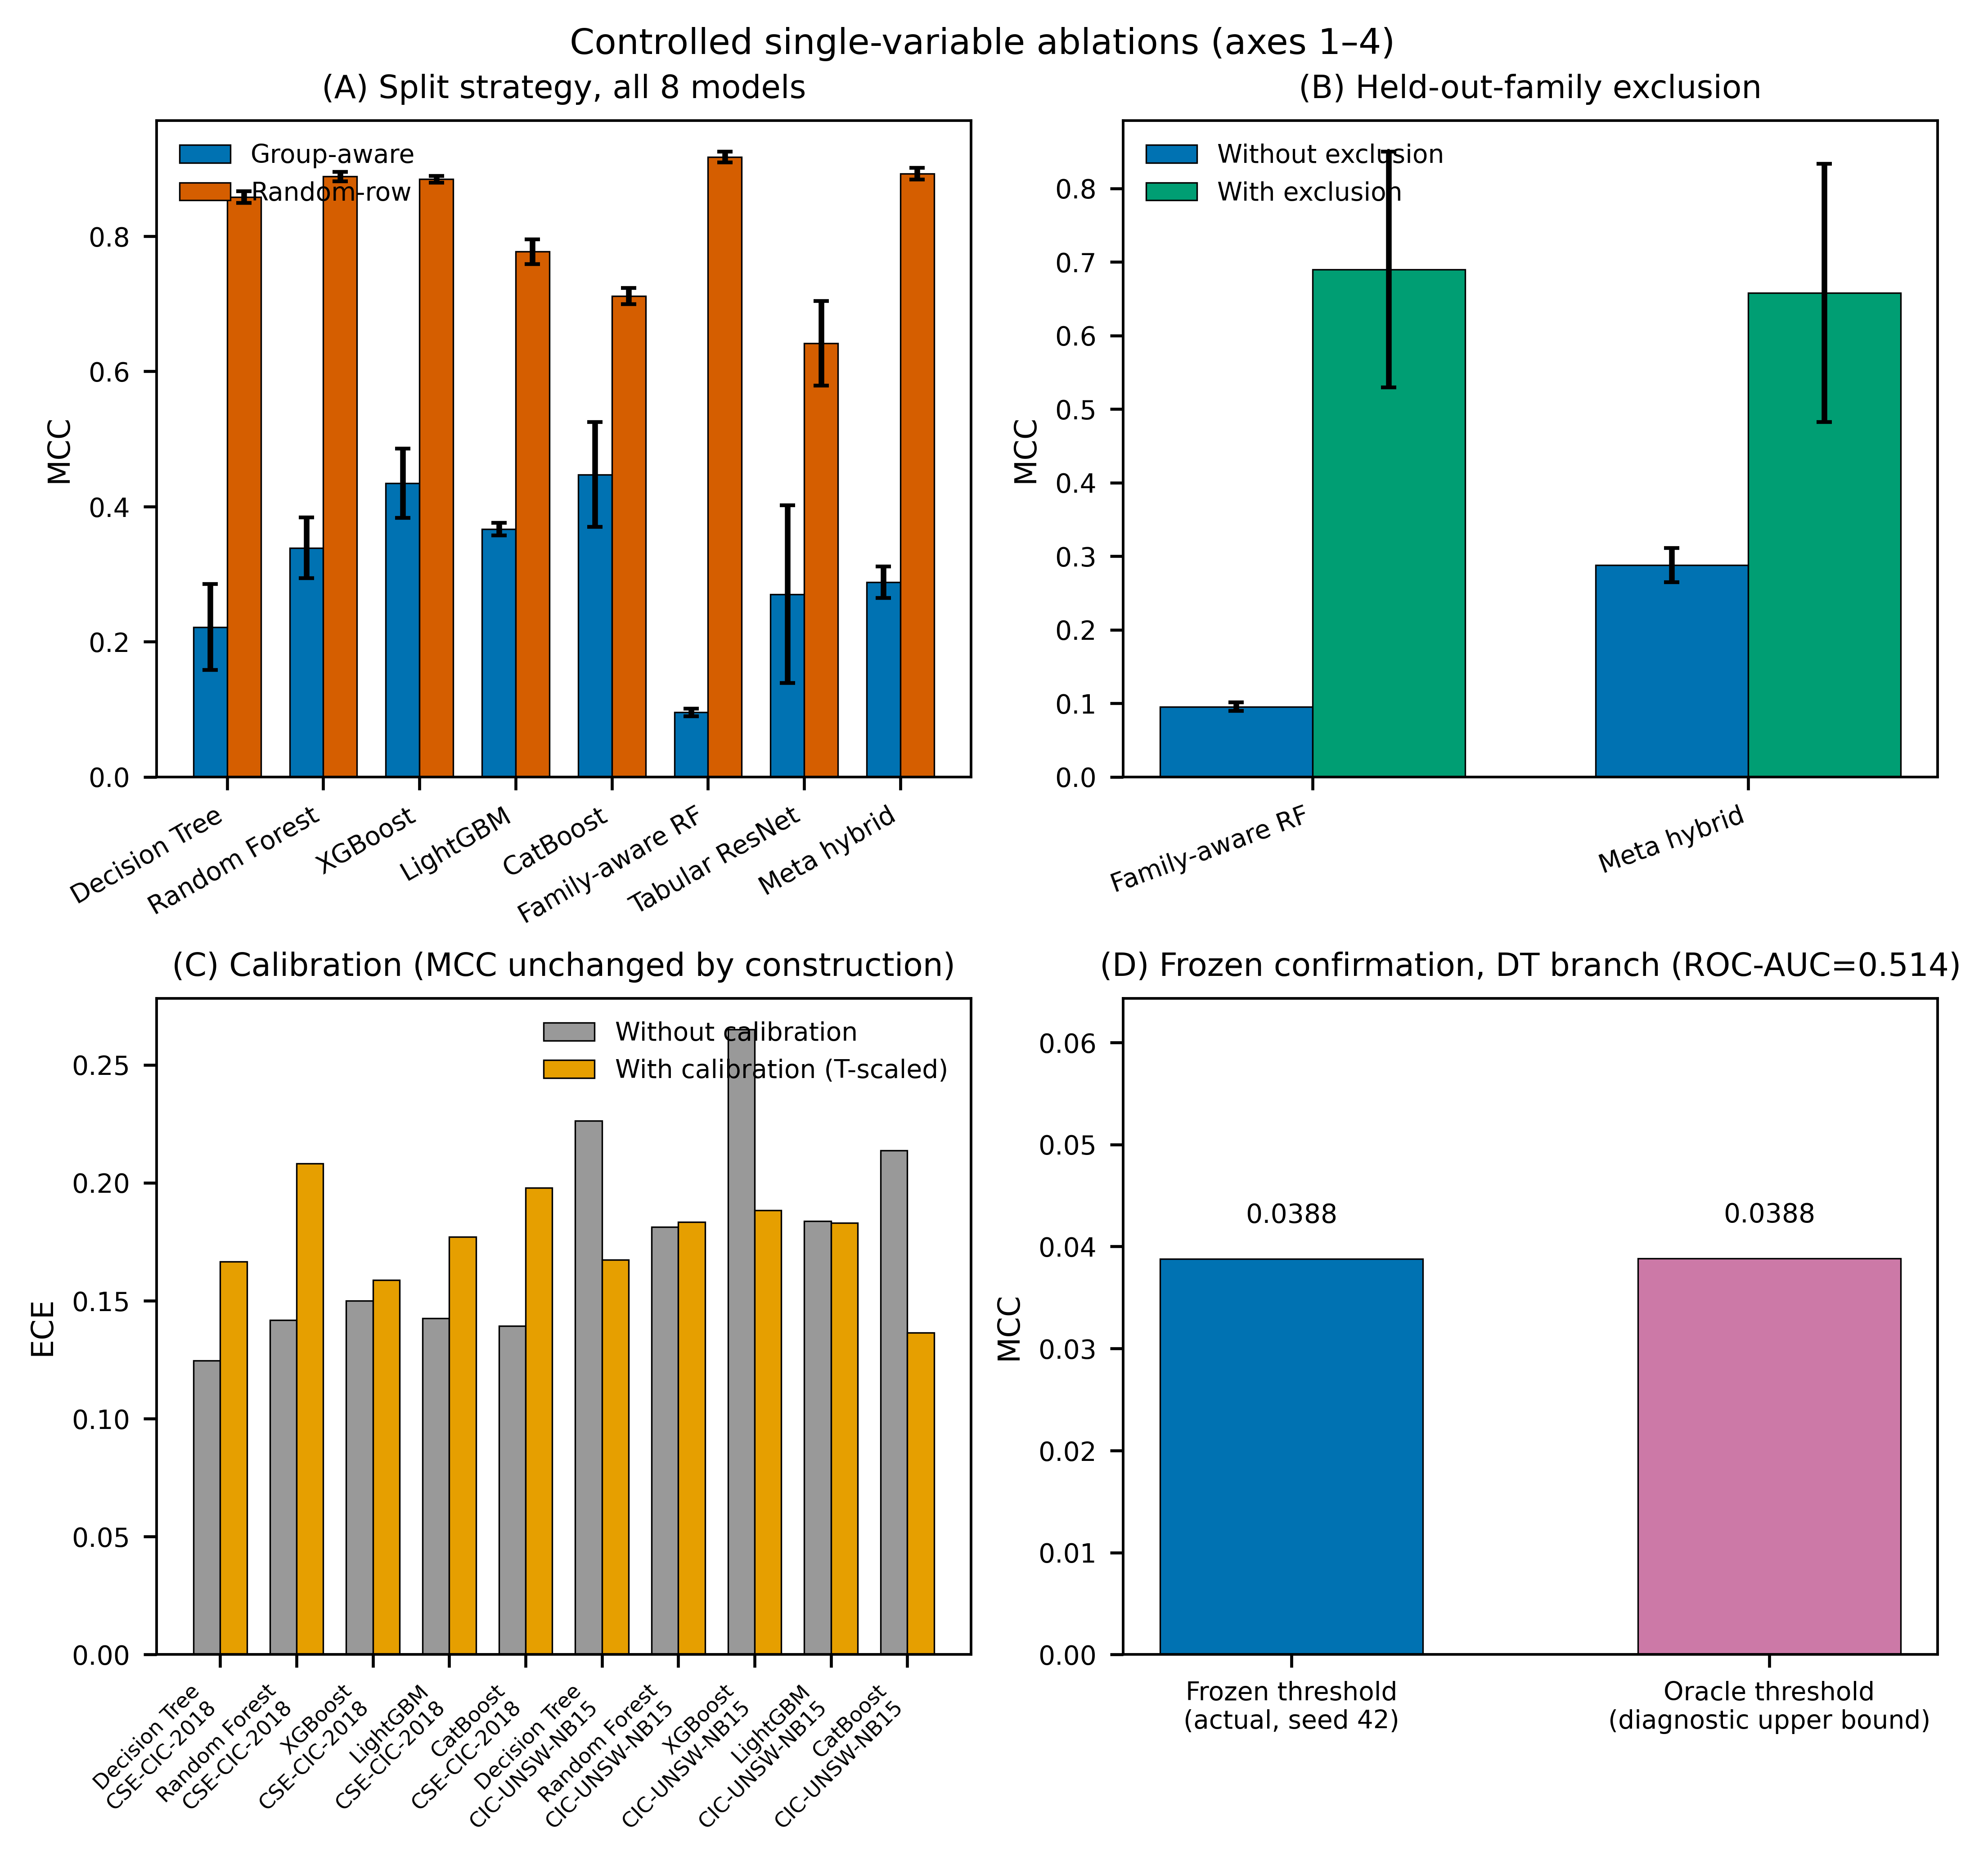 Controlled single-variable ablations (axes 1–4)
(A) Split strategy, all 8 models
Group-aware
Random-row
MCC
0.8
0.6
0.4
0.2
0.0
Decision Tree
Random Forest
XGBoost
LightGBM
CatBoost
Family-aware RF
Tabular ResNet
Meta hybrid
(B) Held-out-family exclusion
Without exclusion
With exclusion
MCC
0.8
0.7
0.6
0.5
0.4
0.3
0.2
0.1
0.0
Family-aware RF
Meta hybrid
(C) Calibration (MCC unchanged by construction)
Without calibration
With calibration (T-scaled)
ECE
0.25
0.20
0.15
0.10
0.05
0.00
Decision Tree
CSE-CIC-2018
Random Forest
CSE-CIC-2018
XGBoost
CSE-CIC-2018
LightGBM
CSE-CIC-2018
CatBoost
CSE-CIC-2018
Decision Tree
CIC-UNSW-NB15
Random Forest
CIC-UNSW-NB15
XGBoost
CIC-UNSW-NB15
LightGBM
CIC-UNSW-NB15
CatBoost
CIC-UNSW-NB15
(D) Frozen confirmation, DT branch (ROC-AUC=0.514)
MCC
0.06
0.05
0.04
0.03
0.02
0.01
0.00
0.0388
0.0388
Frozen threshold
(actual, seed 42)
Oracle threshold
(diagnostic upper bound)